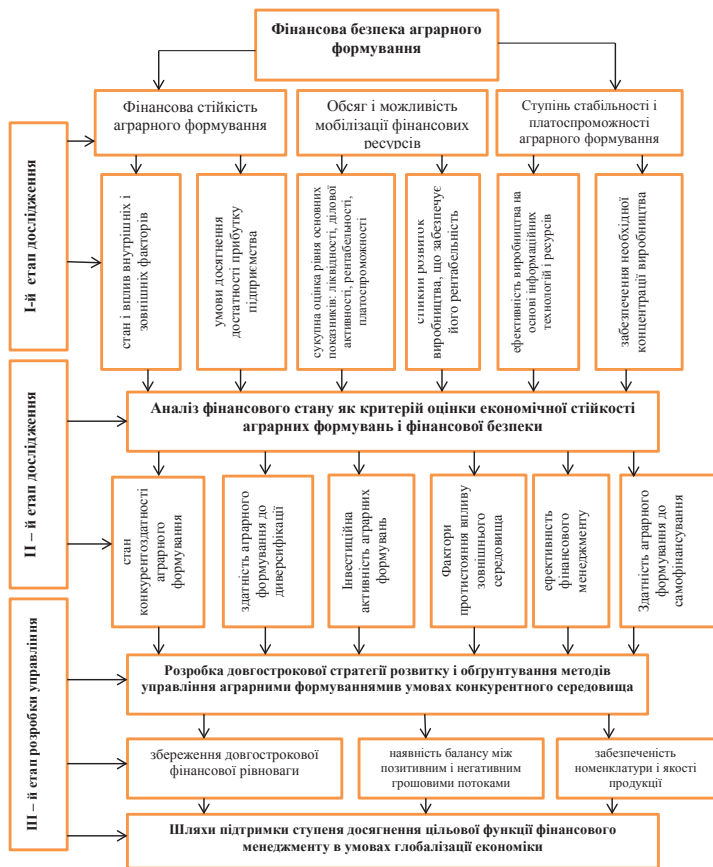 Фінансова безпека аграрного
формування
Фінансова стійкість
аграрного формування
Обсяг і можливість
мобілізації фінансових
ресурсів
Ступінь стабільності і
платоспроможності
аграрного формування
І-й етап дослідження
стан і вплив внутрішніх і
зовнішніх факторів
умови досягнення
достатності прибутку
підприємства
сукупна оцінка рівня основних
показників: ліквідності, ділової
активності, рентабельності,
платоспроможності
стійкий розвиток
виробництва, що забезпечує
його рентабельність
ефективність виробництва на
основі інформаційних
технологій і ресурсів
забезпечення необхідної
концентрації виробництва
ІІ – й етап дослідження
Аналіз фінансового стану як критерій оцінки економічної стійкості
аграрних формувань і фінансової безпеки
стан
конкурентоздатності
аграрного
формування
здатність аграрного
формування до
диверсифікації
Інвестиційна
активність аграрних
формувань
Фактори
протистояння впливу
зовнішнього
середовища
ефективність
фінансового
менеджменту
Здатність аграрного
формування до
самофінансування
ІІІ – й етап розробки управління
Розробка довгострокової стратегії розвитку і обґрунтування методів
управління аграрними формуваннямив умовах конкурентного середовища
збереження довгострокової
фінансової рівноваги
наявність балансу між
позитивним і негативним
грошовими потоками
забезпеченість
номенклатури і якості
продукції
Шляхи підтримки ступеня досягнення цільової функції фінансового
менеджменту в умовах глобалізації економіки